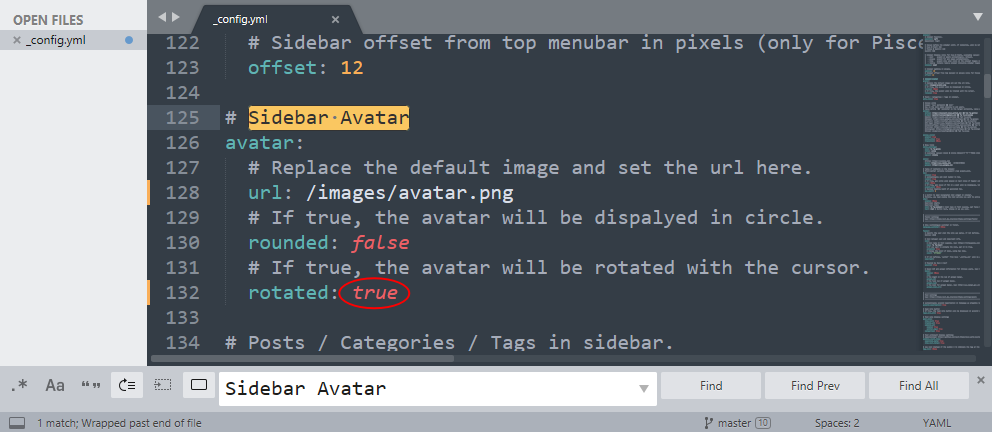 OPEN FILES
_config.yml
_config.yml
122 # Sidebar offset from top menubar in pixels (only for Pisce
123 offset: 12
124
125 # Sidebar Avatar
126 avatar:
127 # Replace the default image and set the url here.
128 url: /images/avatar.png
129 # If true, the avatar will be dispalyed in circle.
130 rounded: false
131 # If true, the avatar will be rotated with the cursor.
132 rotated: true
133
134 # Posts / Categories / Tags in sidebar.
.* Aa “” Sidebar Avatar Find Find Prev Find All
1 match; Wrapped past end of file master 10 Spaces: 2 YAML